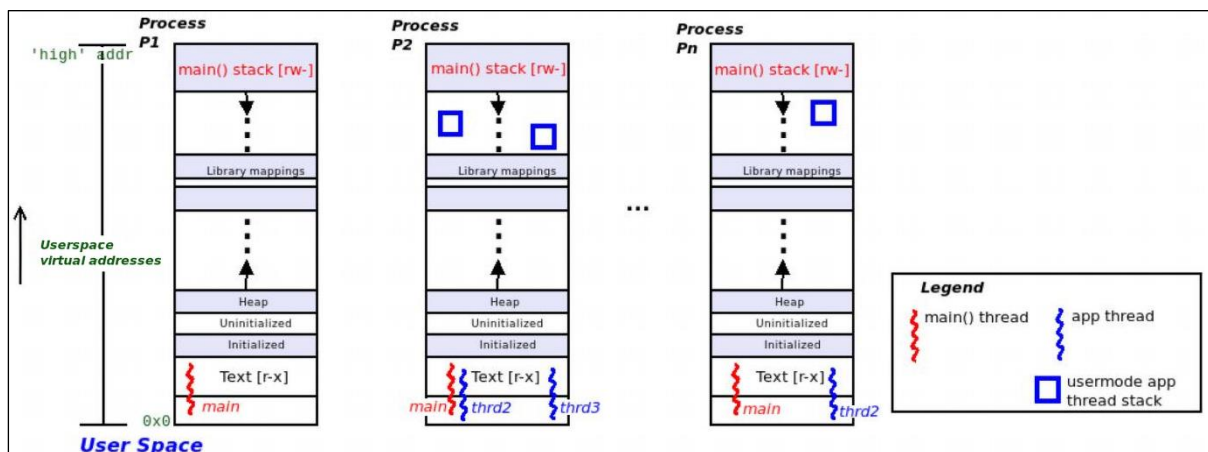 Process
P1
'high' addr
main() stack [rw-]
Library mappings
Heap
Uninitialized
Initialized
Text [r-x]
main
0x0
Userspace
virtual addresses
User Space
Process
P2
main() stack [rw-]
Library mappings
Heap
Uninitialized
Initialized
Text [r-x]
main thrd2 thrd3
...
Process
Pn
main() stack [rw-]
Library mappings
Heap
Uninitialized
Initialized
Text [r-x]
main thrd2
Legend
main() thread
app thread
usermode app
thread stack